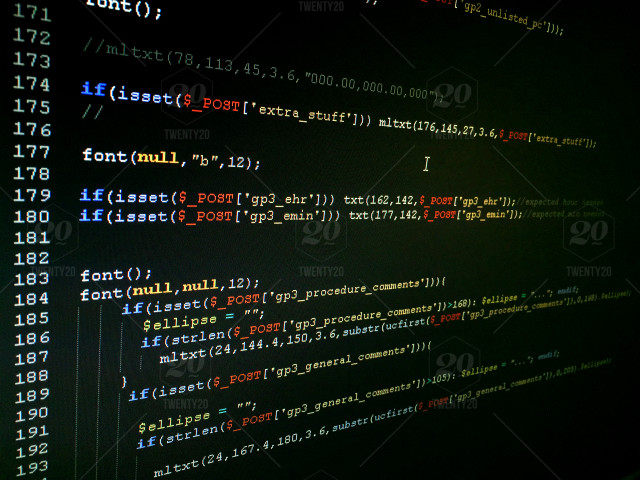 171 font();
['gp2_unlisted_pc']));
172
173 //mltxt(78,113,45,3.6,"000.00,000.00,000");
174
175 if(isset($_POST['extra_stuff'])) mltxt(176,145,27,3.6,$_POST['extra_stuff']);
176 //
177
178 font(null,"b",12);
179
180 if(isset($_POST['gp3_ehr'])) txt(162,142,$_POST['gp3_ehr']);//expected hour
181 if(isset($_POST['gp3_emin'])) txt(177,142,$_POST['gp3_emin']);//expected
182
183 font();
184 font(null,null,12);
185 if(isset($_POST['gp3_procedure_comments'])){
186 $ellipse = "";
187 if(strlen($_POST['gp3_procedure_comments'])>168): $ellipse = "..."; endif;
188 mltxt(24,144.4,150,3.6,substr(ucfirst($_POST['gp3_procedure_comments']),0,168).$ellipse);
189 }
190 if(isset($_POST['gp3_general_comments'])){
191 $ellipse = "";
192 if(strlen($_POST['gp3_general_comments'])>105): $ellipse = "..."; endif;
193 mltxt(24,167.4,180,3.6,substr(ucfirst($_POST['gp3_general_comments']),0,205).$ellipse);
20
TWENTY20